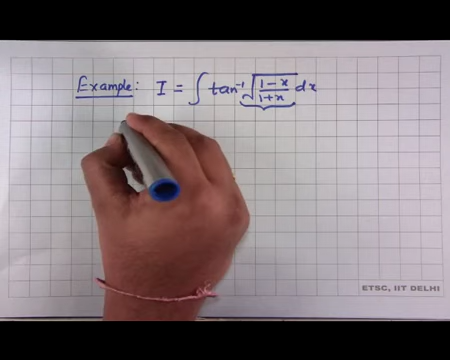 Example: I = ∫ tan⁻¹ √((1-x)/(1+x)) dx
ETSC, IIT DELHI